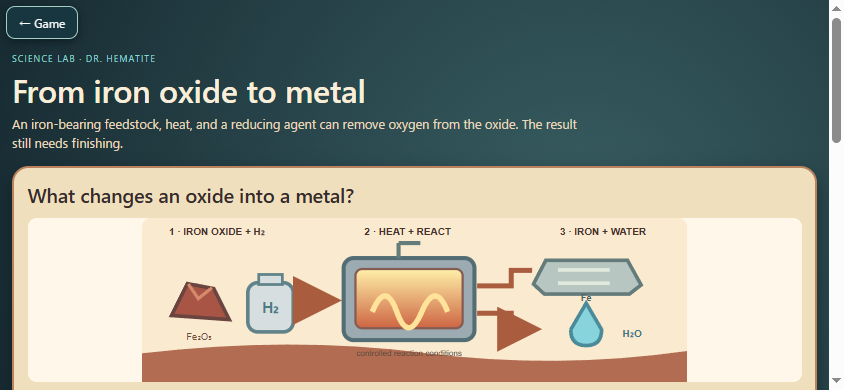 ← Game
SCIENCE LAB · DR. HEMATITE
From iron oxide to metal
An iron-bearing feedstock, heat, and a reducing agent can remove oxygen from the oxide. The result
still needs finishing.
What changes an oxide into a metal?
1 · IRON OXIDE + H₂
2 · HEAT + REACT
3 · IRON + WATER
H₂
Fe
Fe₂O₃
H₂O
controlled reaction conditions